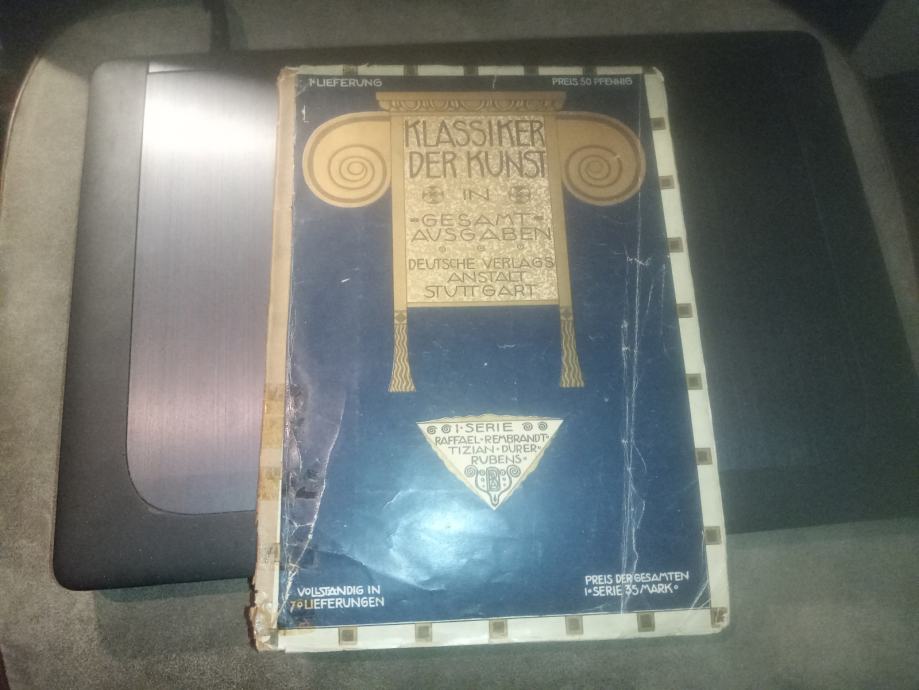 1• LIEFERUNG
PREIS 50 PFENNIG
KLASSIKER
DER KUNST
IN
GESAMT-
AUSGABEN
DEUTSCHE VERLAGS
ANSTALT
STUTTGART
1• SERIE
RAFFAEL • REMBRANDT
TIZIAN • DÜRER
RUBENS
VOLLSTÄNDIG IN
70 LIEFERUNGEN
PREIS DER GESAMTEN
1• SERIE 35 MARK